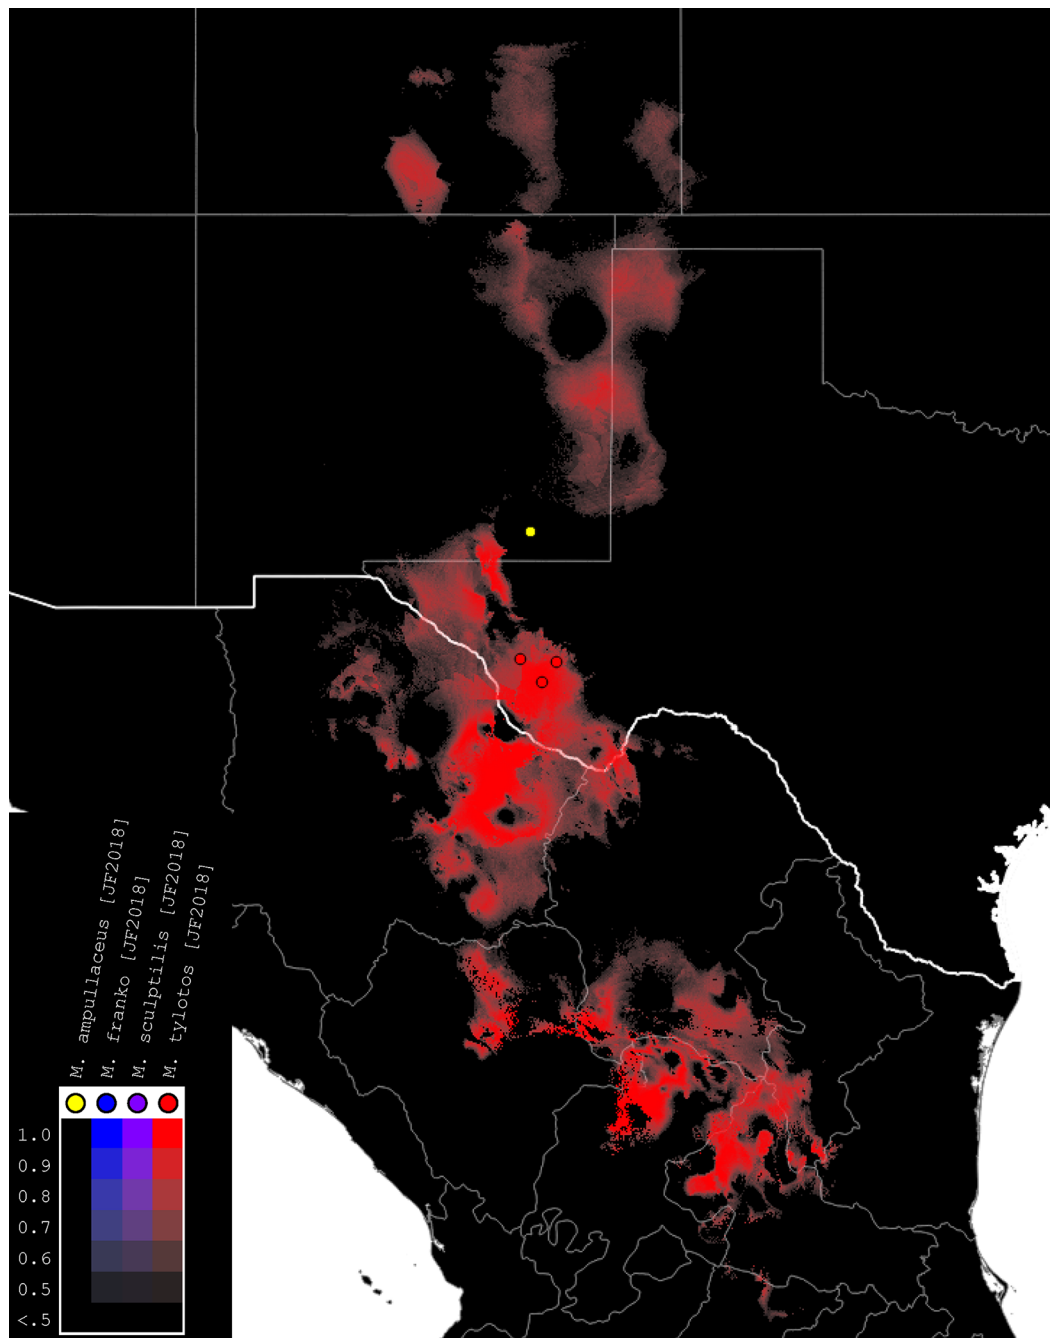 M. ampullaceus [JF2018]
M. franko [JF2018]
M. sculptilis [JF2018]
M. tylotos [JF2018]
1.0
0.9
0.8
0.7
0.6
0.5
<.5